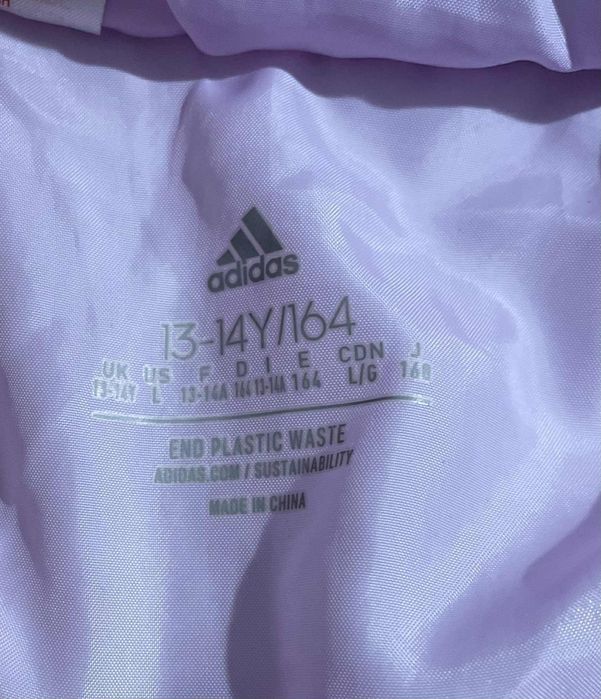 adidas
13-14Y/164
UK US F D I E CDN J
13-14Y L 13-14A 164 13-14A 164 L/G 160
END PLASTIC WASTE
ADIDAS.COM / SUSTAINABILITY
MADE IN CHINA